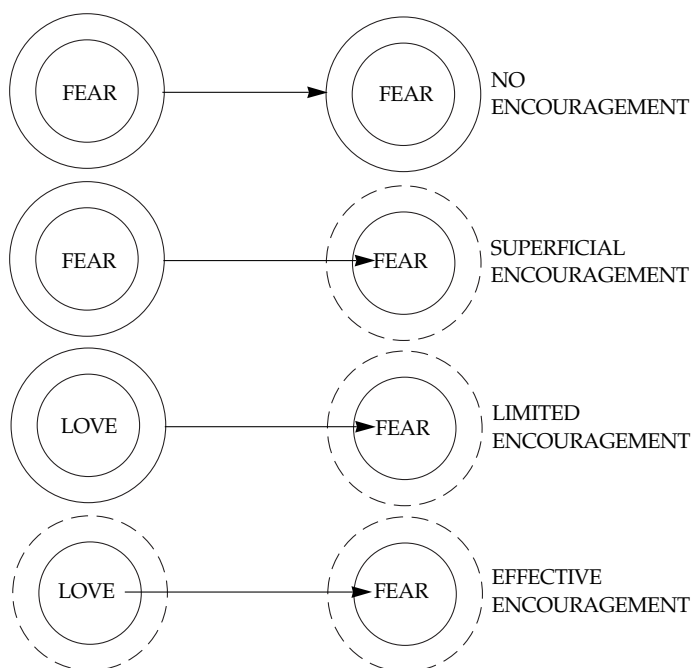 FEAR
FEAR
NO
ENCOURAGEMENT
FEAR
FEAR
SUPERFICIAL
ENCOURAGEMENT
LOVE
FEAR
LIMITED
ENCOURAGEMENT
LOVE
FEAR
EFFECTIVE
ENCOURAGEMENT